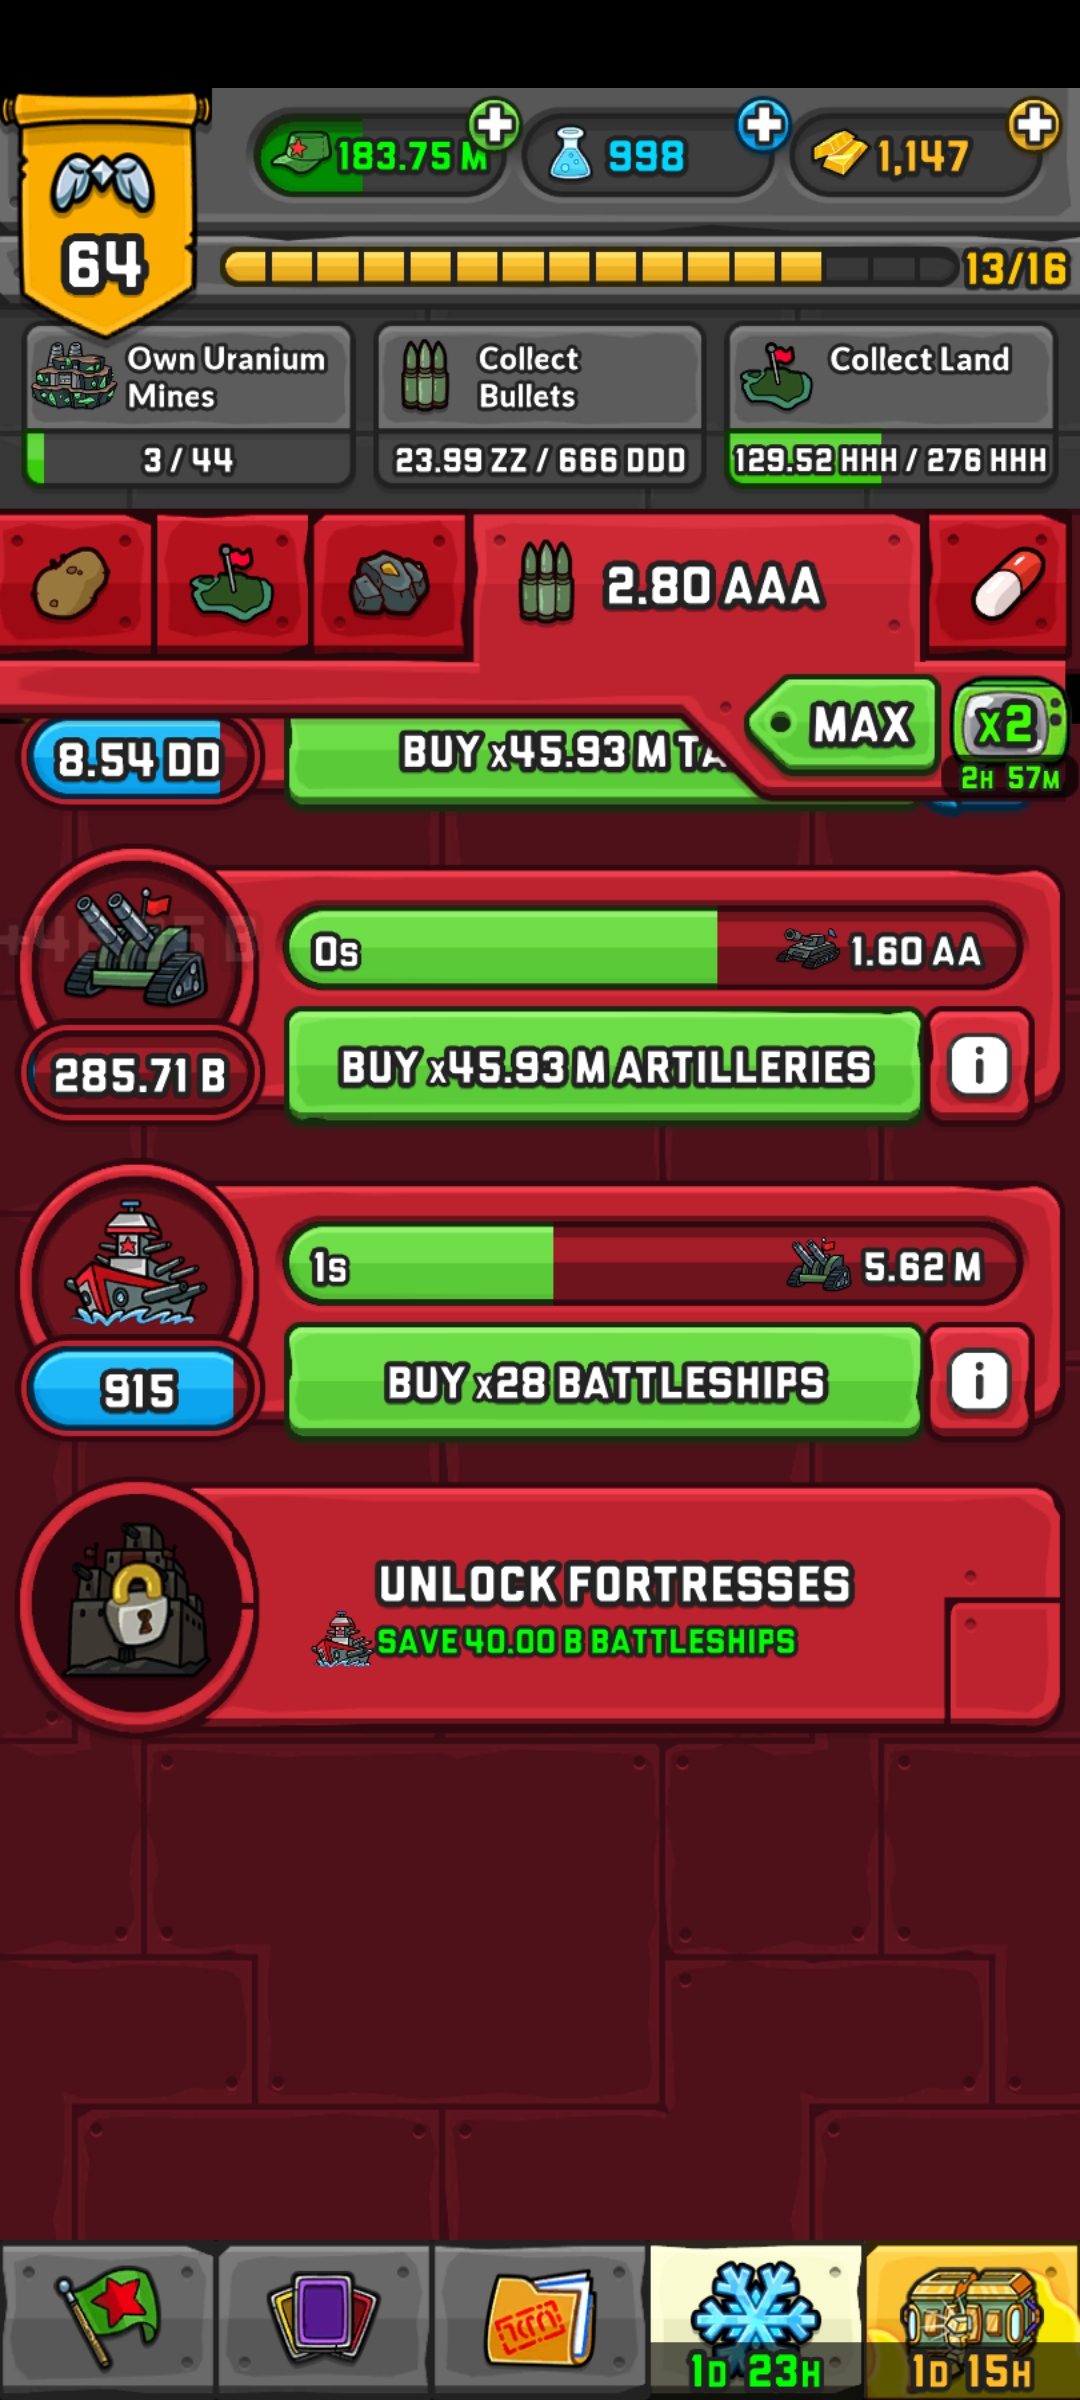 183.75 M
998
1,147
64
13/16
Own Uranium
Mines
3 / 44
Collect
Bullets
23.99 ZZ / 666 DDD
Collect Land
129.52 HHH / 276 HHH
2.80 AAA
MAX
x2
2H 57M
8.54 DD
BUY x45.93 M TA
0s
1.60 AA
285.71 B
BUY x45.93 M ARTILLERIES
i
1s
5.62 M
915
BUY x28 BATTLESHIPS
i
UNLOCK FORTRESSES
SAVE 40.00 B BATTLESHIPS
1D 23H
1D 15H